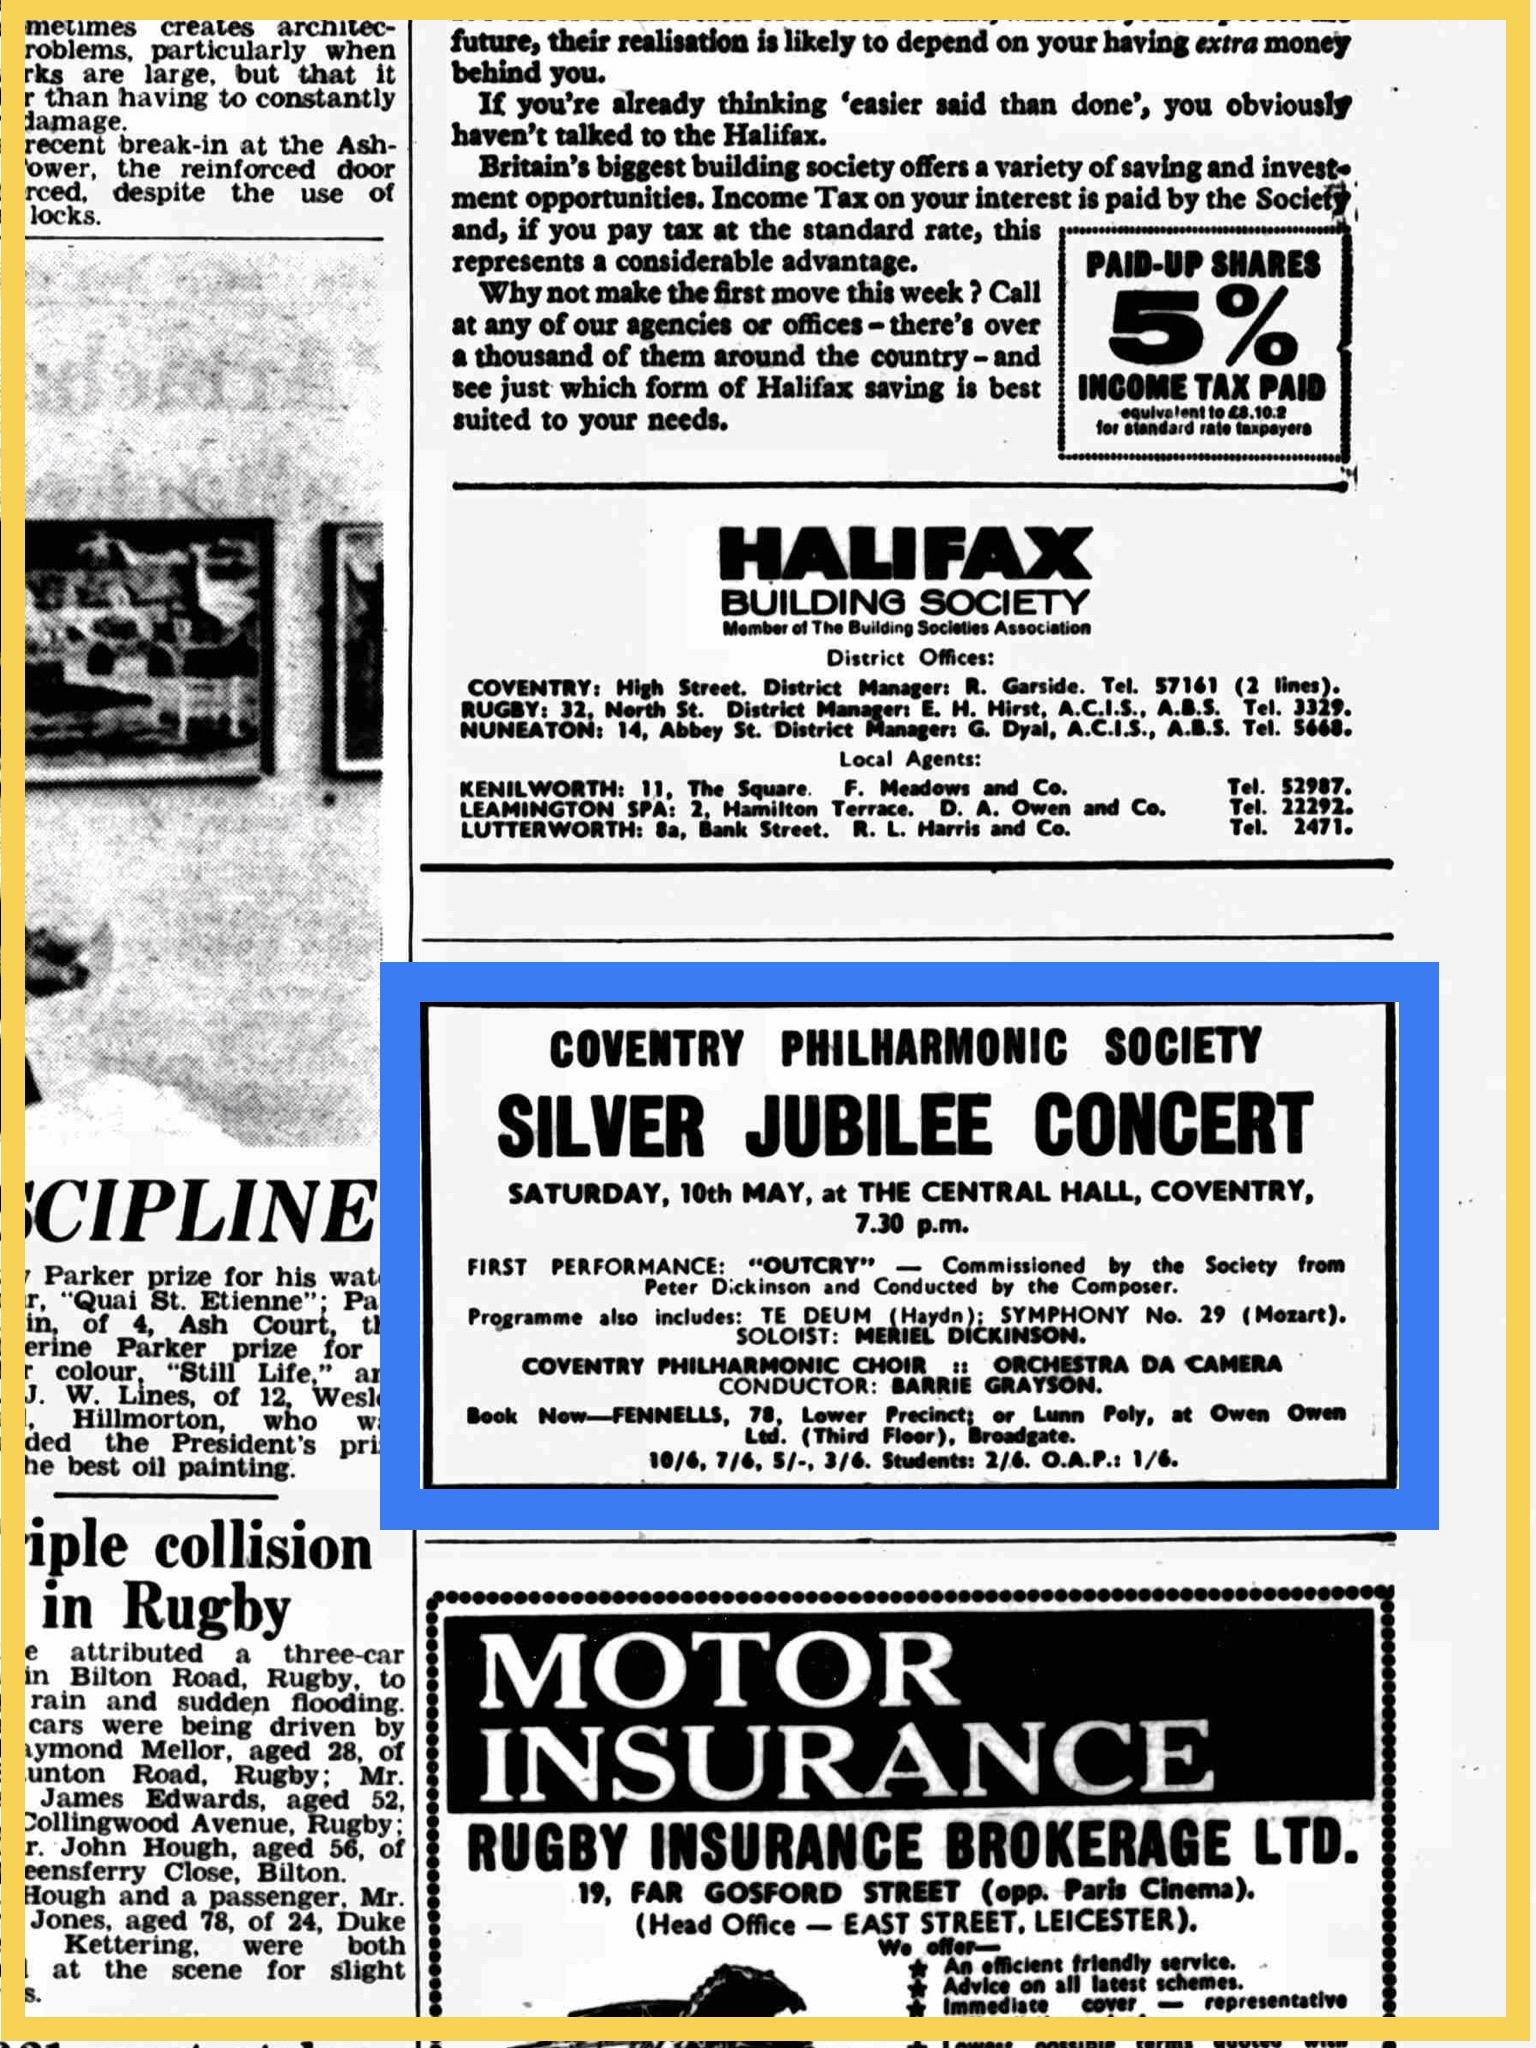 metimes creates architec-
roblems, particularly when
rks are large, but that it
r than having to constantly
damage.
recent break-in at the Ash-
ower, the reinforced door
rced, despite the use of
locks.
SCIPLINE
y Parker prize for his wat
r, "Quai St. Etienne"; Pa
in, of 4, Ash Court, th
erine Parker prize for
r colour, "Still Life," an
J. W. Lines, of 12, Wesle
Hillmorton, who wa
ded the President's pri
he best oil painting.
iple collision
in Rugby
e attributed a three-car
in Bilton Road, Rugby, to
rain and sudden flooding.
cars were being driven by
aymond Mellor, aged 28, of
unton Road, Rugby; Mr.
James Edwards, aged 52,
Collingwood Avenue, Rugby;
r. John Hough, aged 56, of
eensferry Close, Bilton.
Hough and a passenger, Mr.
Jones, aged 78, of 24, Duke
Kettering, were both
at the scene for slight
s.
future, their realisation is likely to depend on your having extra money
behind you.
If you're already thinking 'easier said than done', you obviously
haven't talked to the Halifax.
Britain's biggest building society offers a variety of saving and invest-
ment opportunities. Income Tax on your interest is paid by the Society
and, if you pay tax at the standard rate, this
represents a considerable advantage.
Why not make the first move this week? Call
at any of our agencies or offices – there's over
a thousand of them around the country – and
see just which form of Halifax saving is best
suited to your needs.
PAID-UP SHARES
5%
INCOME TAX PAID
equivalent to £8.10.2
for standard rate taxpayers
HALIFAX
BUILDING SOCIETY
Member of The Building Societies Association
District Offices:
COVENTRY: High Street. District Manager: R. Garside. Tel. 57161 (2 lines).
RUGBY: 32, North St. District Manager: E. H. Hirst, A.C.I.S., A.B.S. Tel. 3329.
NUNEATON: 14, Abbey St. District Manager: G. Dyal, A.C.I.S., A.B.S. Tel. 5668.
Local Agents:
KENILWORTH: 11, The Square. F. Meadows and Co. Tel. 52987.
LEAMINGTON SPA: 2, Hamilton Terrace. D. A. Owen and Co. Tel. 22292.
LUTTERWORTH: 8a, Bank Street. R. L. Harris and Co. Tel. 2471.
COVENTRY PHILHARMONIC SOCIETY
SILVER JUBILEE CONCERT
SATURDAY, 10th MAY, at THE CENTRAL HALL, COVENTRY,
7.30 p.m.
FIRST PERFORMANCE: "OUTCRY" — Commissioned by the Society from
Peter Dickinson and Conducted by the Composer.
Programme also includes: TE DEUM (Haydn); SYMPHONY No. 29 (Mozart).
SOLOIST: MERIEL DICKINSON.
COVENTRY PHILHARMONIC CHOIR :: ORCHESTRA DA CAMERA
CONDUCTOR: BARRIE GRAYSON.
Book Now—FENNELLS, 78, Lower Precinct; or Lunn Poly, at Owen Owen
Ltd. (Third Floor), Broadgate.
10/6, 7/6, 5/-, 3/6. Students: 2/6. O.A.P.: 1/6.
MOTOR
INSURANCE
RUGBY INSURANCE BROKERAGE LTD.
19, FAR GOSFORD STREET (opp. Paris Cinema).
(Head Office — EAST STREET, LEICESTER).
We offer—
★ An efficient friendly service.
★ Advice on all latest schemes.
★ Immediate cover — representative